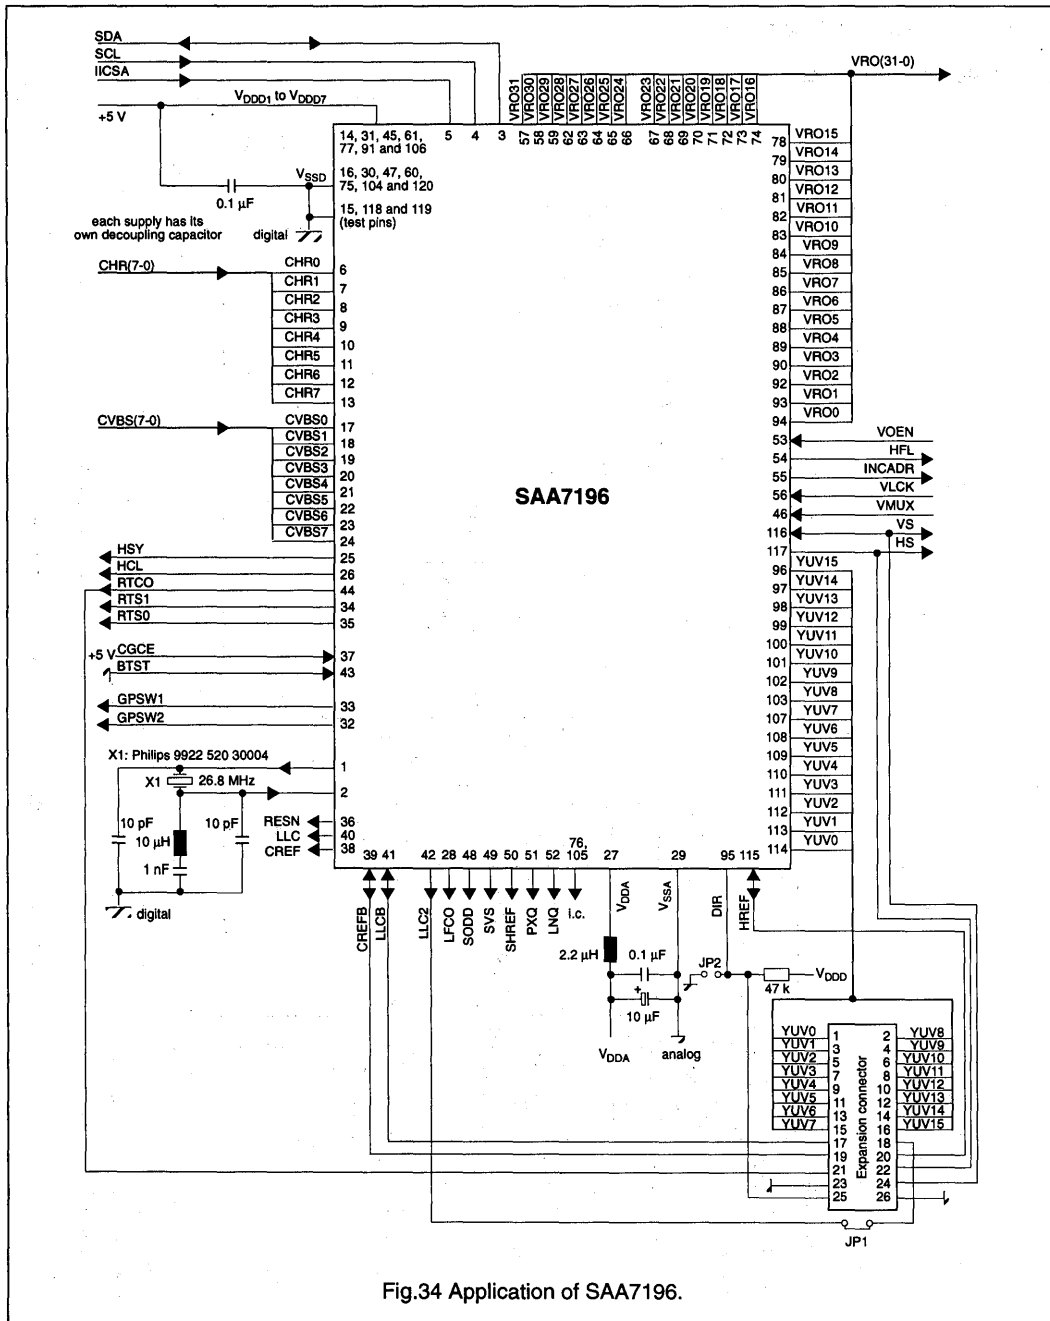 SDA
SCL
IICSA
+5 V
VDDD1 to VDDD7
14, 31, 45, 61,
77, 91 and 106
5
4
3
VRO31
VRO30
VRO29
VRO28
VRO27
VRO26
VRO25
VRO24
VRO23
VRO22
VRO21
VRO20
VRO19
VRO18
VRO17
VRO16
57
58
59
62
63
64
65
66
67
68
69
70
71
72
73
74
VRO(31-0)
VSSD
16, 30, 47, 60,
75, 104 and 120
0.1 µF
15, 118 and 119
(test pins)
each supply has its
own decoupling capacitor
digital
CHR(7-0)
CHR0 6
CHR1 7
CHR2 8
CHR3 9
CHR4 10
CHR5 11
CHR6 12
CHR7 13
CVBS(7-0)
CVBS0 17
CVBS1 18
CVBS2 19
CVBS3 20
CVBS4 21
CVBS5 22
CVBS6 23
CVBS7 24
HSY 25
HCL 26
RTCO 44
RTS1 34
RTS0 35
+5 V CGCE 37
BTST 43
GPSW1 33
GPSW2 32
SAA7196
78 VRO15
79 VRO14
80 VRO13
81 VRO12
82 VRO11
83 VRO10
84 VRO9
85 VRO8
86 VRO7
87 VRO6
88 VRO5
89 VRO4
90 VRO3
92 VRO2
93 VRO1
94 VRO0
53 VOEN
54 HFL
55 INCADR
56 VLCK
46 VMUX
116 VS
117 HS
96 YUV15
97 YUV14
98 YUV13
99 YUV12
100 YUV11
101 YUV10
102 YUV9
103 YUV8
107 YUV7
108 YUV6
109 YUV5
110 YUV4
111 YUV3
112 YUV2
113 YUV1
114 YUV0
X1: Philips 9922 520 30004
1
X1
26.8 MHz
2
10 pF
10 µH
10 pF
1 nF
digital
RESN 36
LLC 40
CREF 38
39
41
42
28
48
49
50
51
52
76,
105
27
29
95
115
CREFB
LLCB
LLC2
LFCO
SODD
SVS
SHREF
PXQ
LNQ
i.c.
VDDA
VSSA
DIR
HREF
2.2 µH
0.1 µF
JP2
47 k
VDDD
+
10 µF
VDDA
analog
Expansion connector
YUV0 1 2 YUV8
YUV1 3 4 YUV9
YUV2 5 6 YUV10
YUV3 7 8 YUV11
YUV4 9 10 YUV12
YUV5 11 12 YUV13
YUV6 13 14 YUV14
YUV7 15 16 YUV15
17 18
19 20
21 22
23 24
25 26
JP1
Fig.34 Application of SAA7196.